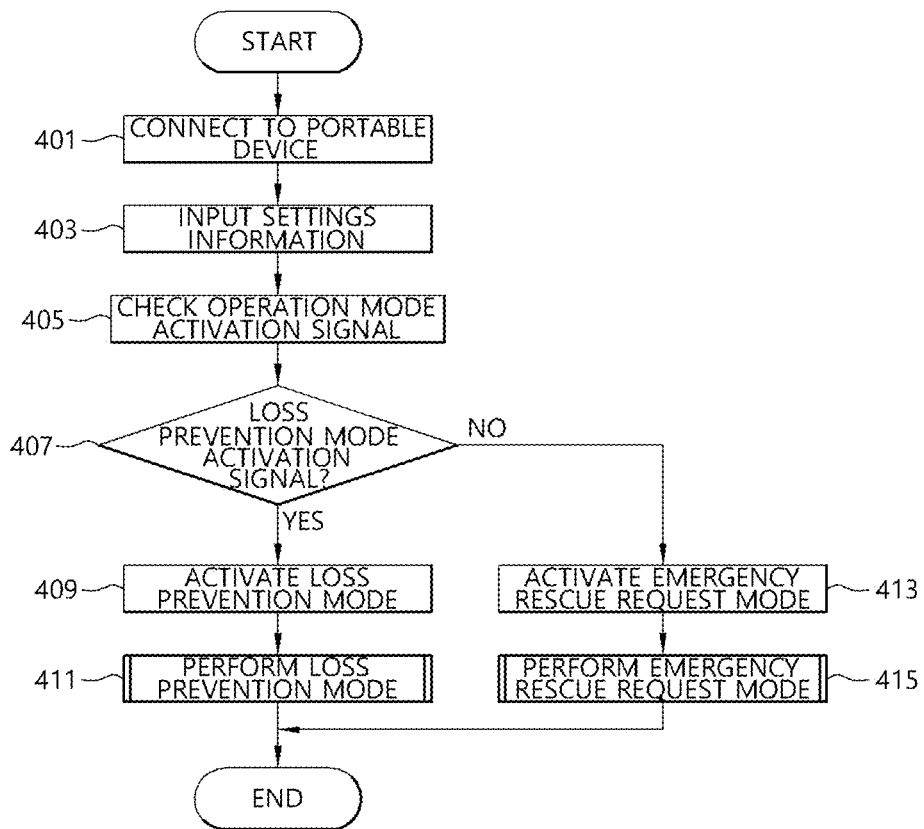 START
401
CONNECT TO PORTABLE
DEVICE
403
INPUT SETTINGS
INFORMATION
405
CHECK OPERATION MODE
ACTIVATION SIGNAL
407
LOSS
PREVENTION MODE
ACTIVATION
SIGNAL?
NO
YES
409
ACTIVATE LOSS
PREVENTION MODE
ACTIVATE EMERGENCY
RESCUE REQUEST MODE
413
411
PERFORM LOSS
PREVENTION MODE
PERFORM EMERGENCY
RESCUE REQUEST MODE
415
END